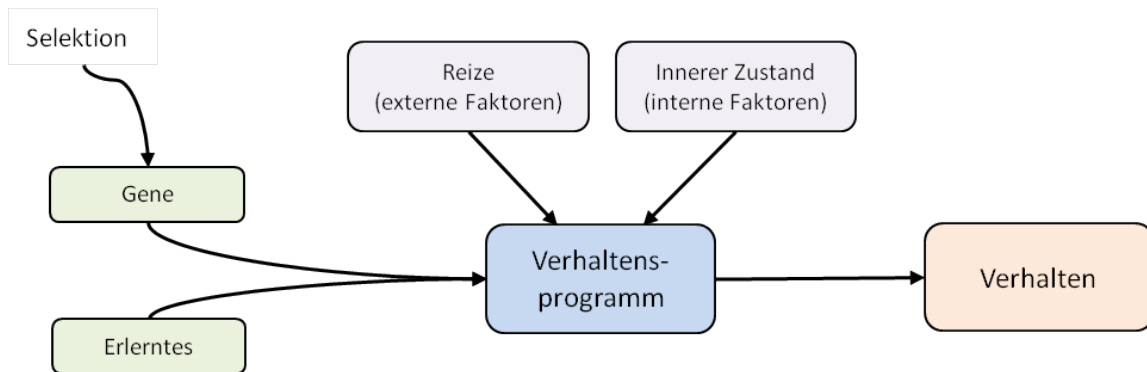 Selektion
Reize
(externe Faktoren)
Innerer Zustand
(interne Faktoren)
Gene
Verhaltens-
programm
Verhalten
Erlerntes